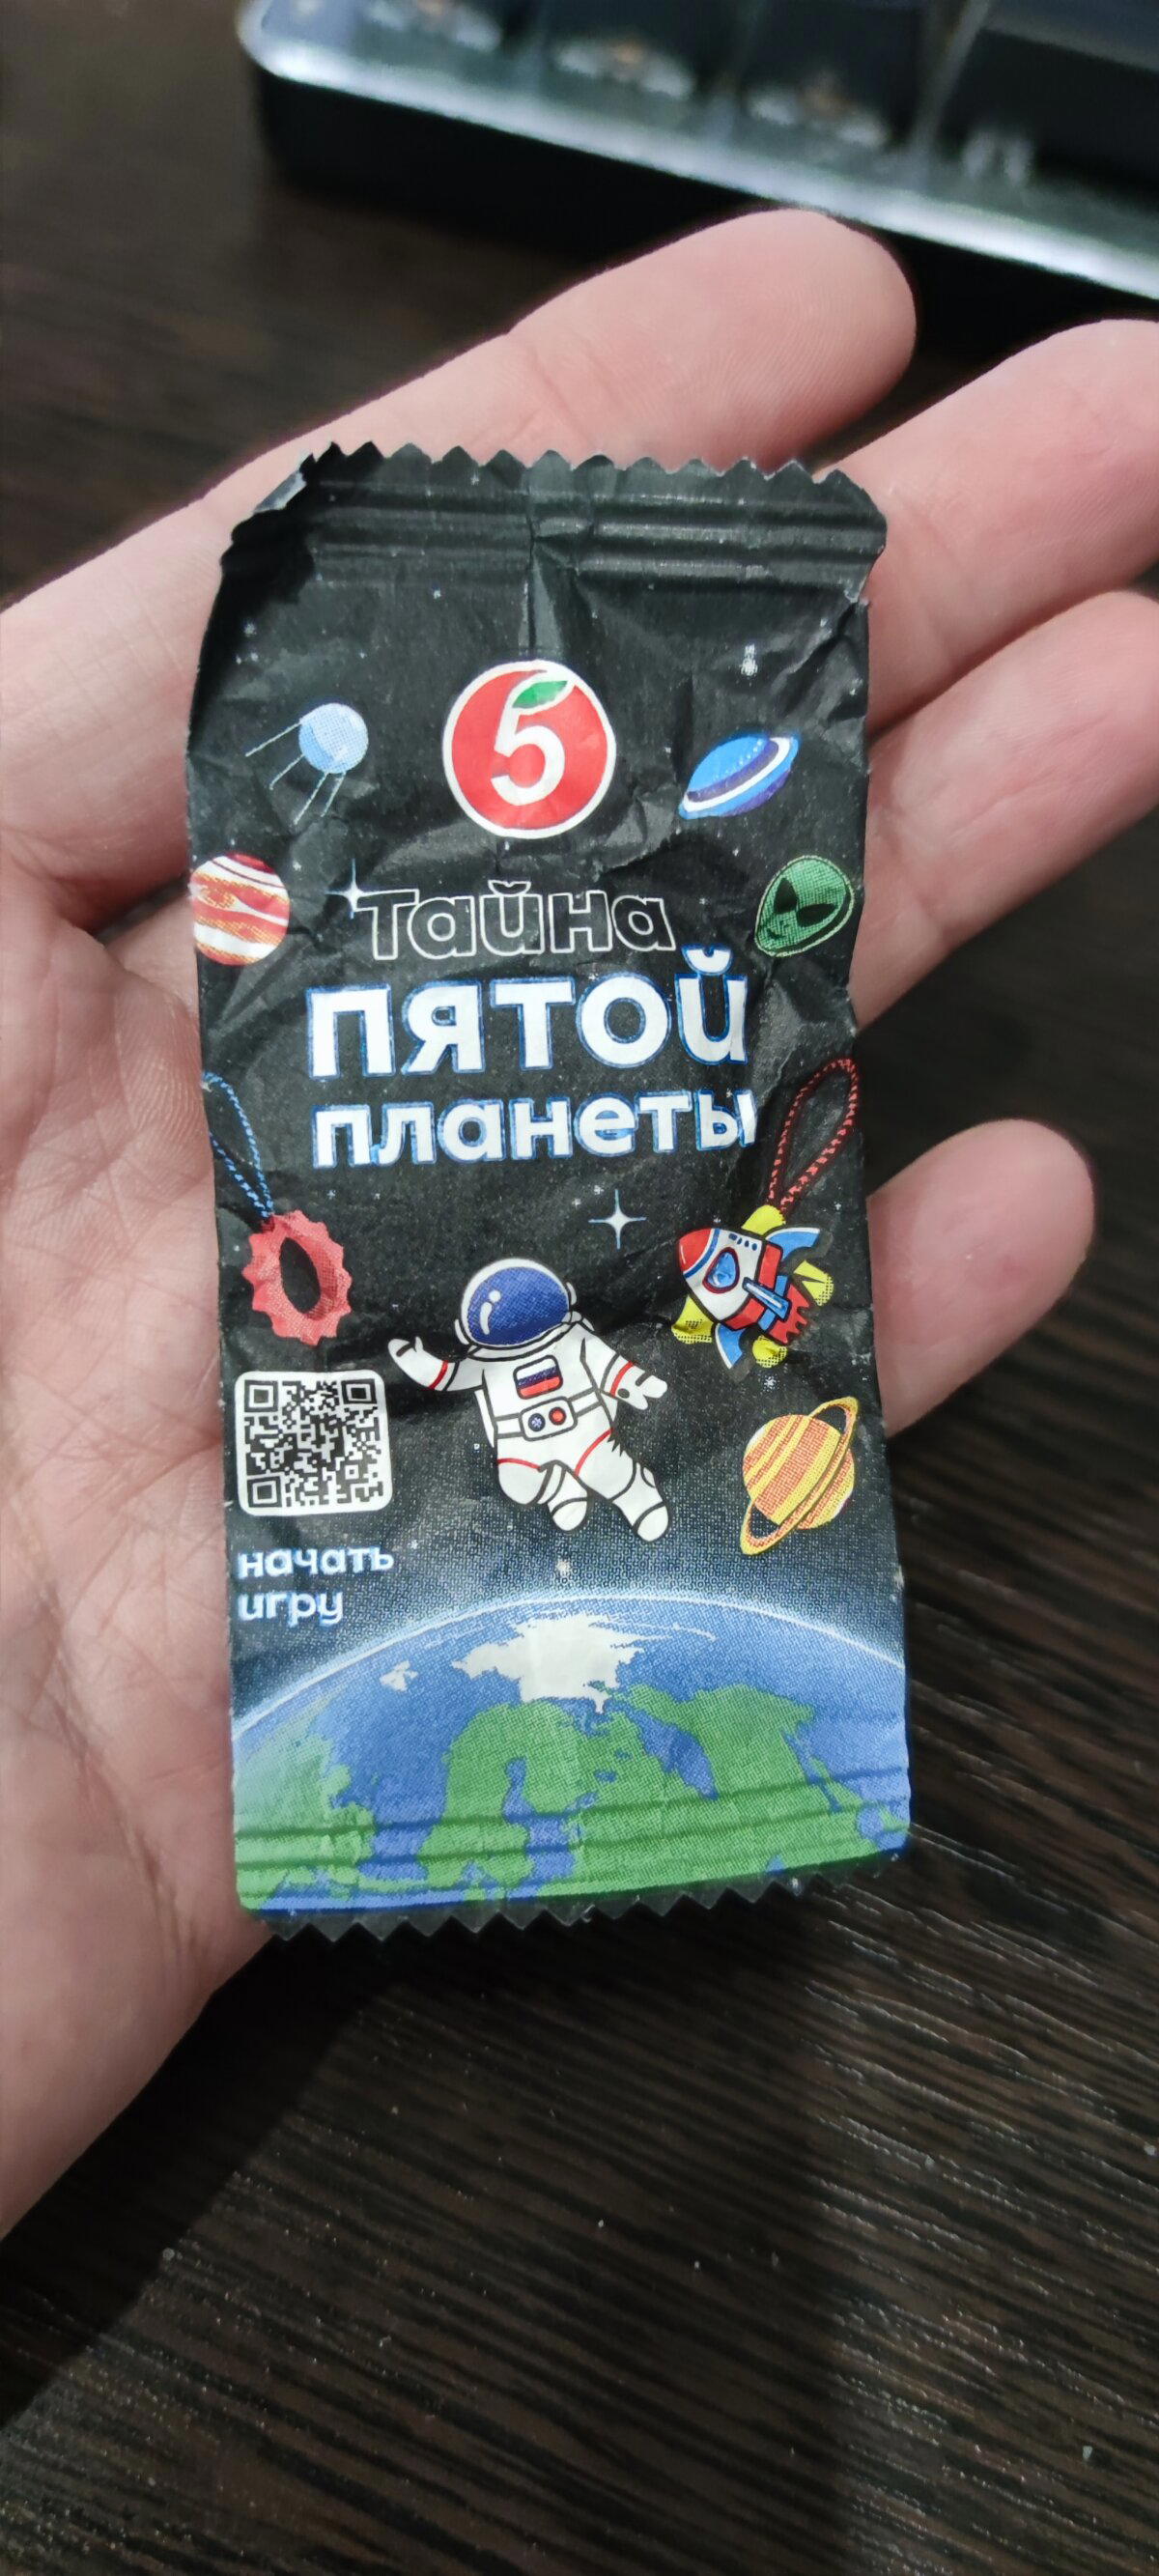 5
Тайна
пятой
планеты
начать
игру